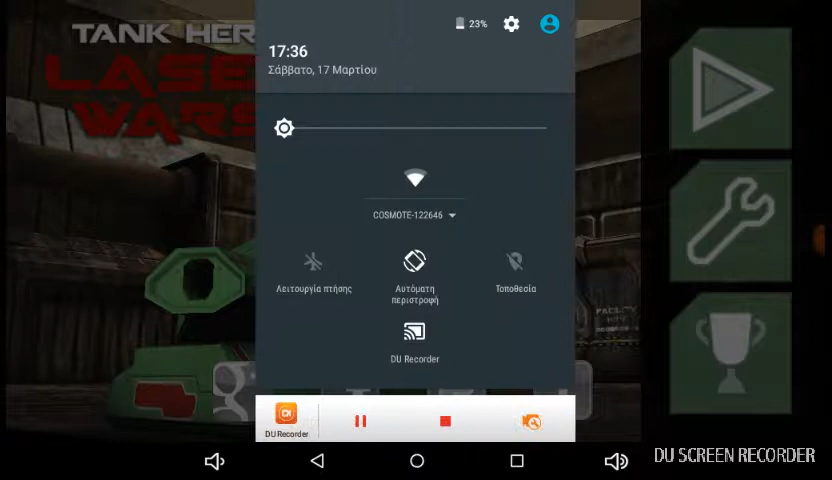 TANK HER
LASE
WARS
23%
17:36
Σάββατο, 17 Μαρτίου
COSMOTE-122646
Λειτουργία πτήσης
Αυτόματη
περιστροφή
Τοποθεσία
DU Recorder
FACILITY
DU Recorder
DU SCREEN RECORDER